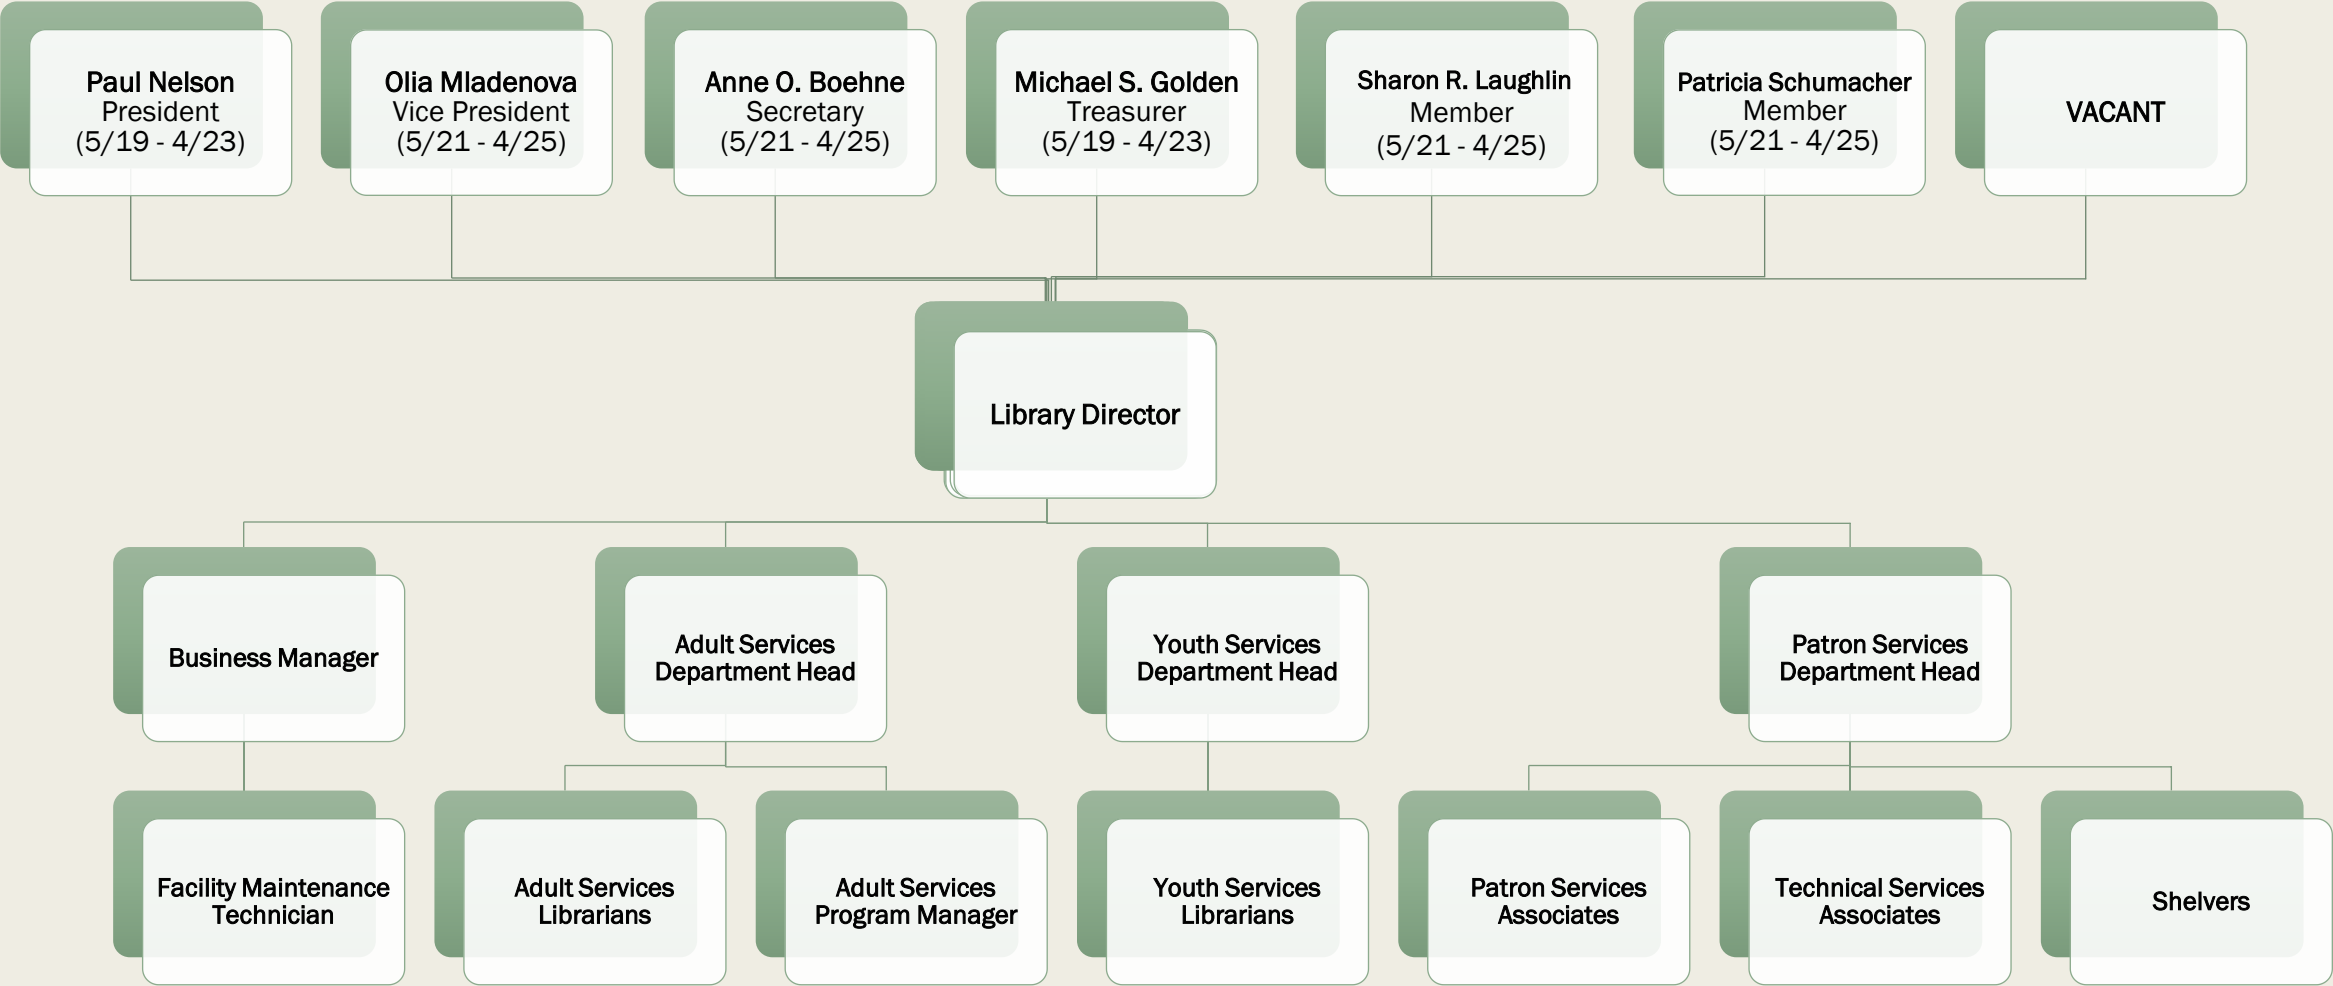 Paul Nelson
President
(5/19 - 4/23)
Olia Mladenova
Vice President
(5/21 - 4/25)
Anne O. Boehne
Secretary
(5/21 - 4/25)
Michael S. Golden
Treasurer
(5/19 - 4/23)
Sharon R. Laughlin
Member
(5/21 - 4/25)
Patricia Schumacher
Member
(5/21 - 4/25)
VACANT
Library Director
Business Manager
Adult Services
Department Head
Youth Services
Department Head
Patron Services
Department Head
Facility Maintenance
Technician
Adult Services
Librarians
Adult Services
Program Manager
Youth Services
Librarians
Patron Services
Associates
Technical Services
Associates
Shelvers